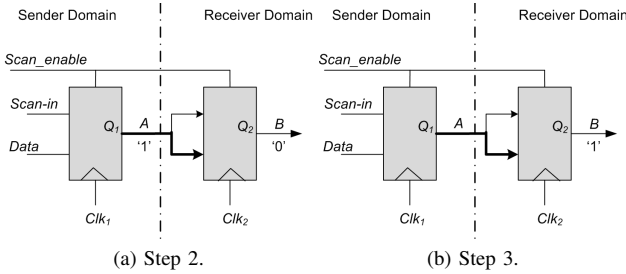 Sender Domain Receiver Domain Sender Domain Receiver Domain
Scan_enable Scan_enable
Scan-in Q1 A Q2 B Scan-in Q1 A Q2 B
‘1’ ‘0’ ‘1’
Data Data
Clk1 Clk2 Clk1 Clk2
(a) Step 2. (b) Step 3.